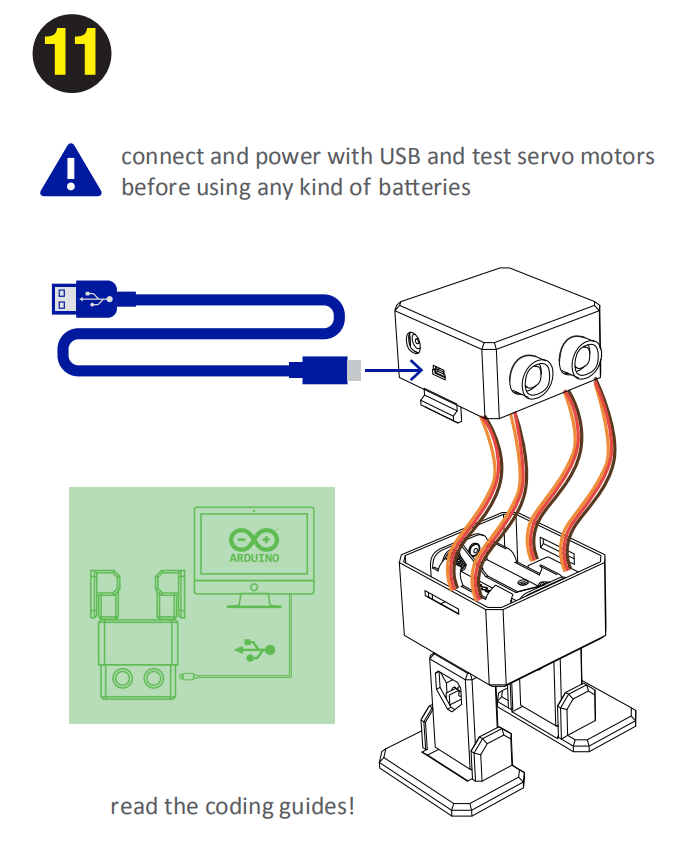 11
connect and power with USB and test servo motors
before using any kind of batteries
ARDUINO
read the coding guides!